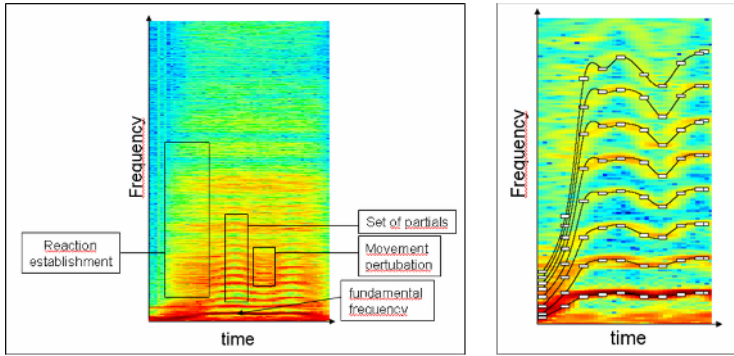 Frequency
Reaction
establishment
Set of partials
Movement
pertubation
fundamental
frequency
time
Frequency
time